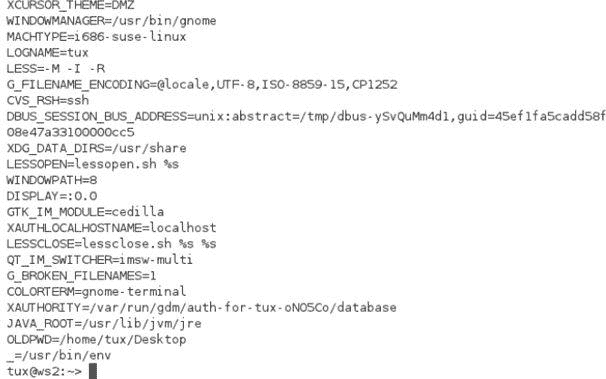 XCURSOR_THEME=DMZ
WINDOWMANAGER=/usr/bin/gnome
MACHTYPE=i686-suse-linux
LOGNAME=tux
LESS=-M -I -R
G_FILENAME_ENCODING=@locale,UTF-8,ISO-8859-15,CP1252
CVS_RSH=ssh
DBUS_SESSION_BUS_ADDRESS=unix:abstract=/tmp/dbus-ySvQuMm4d1,guid=45ef1fa5cadd58f
08e47a33100000cc5
XDG_DATA_DIRS=/usr/share
LESSOPEN=lessopen.sh %s
WINDOWPATH=8
DISPLAY=:0.0
GTK_IM_MODULE=cedilla
XAUTHLOCALHOSTNAME=localhost
LESSCLOSE=lessclose.sh %s %s
QT_IM_SWITCHER=imsw-multi
G_BROKEN_FILENAMES=1
COLORTERM=gnome-terminal
XAUTHORITY=/var/run/gdm/auth-for-tux-oNO5Co/database
JAVA_ROOT=/usr/lib/jvm/jre
OLDPWD=/home/tux/Desktop
_=/usr/bin/env
tux@ws2:~>